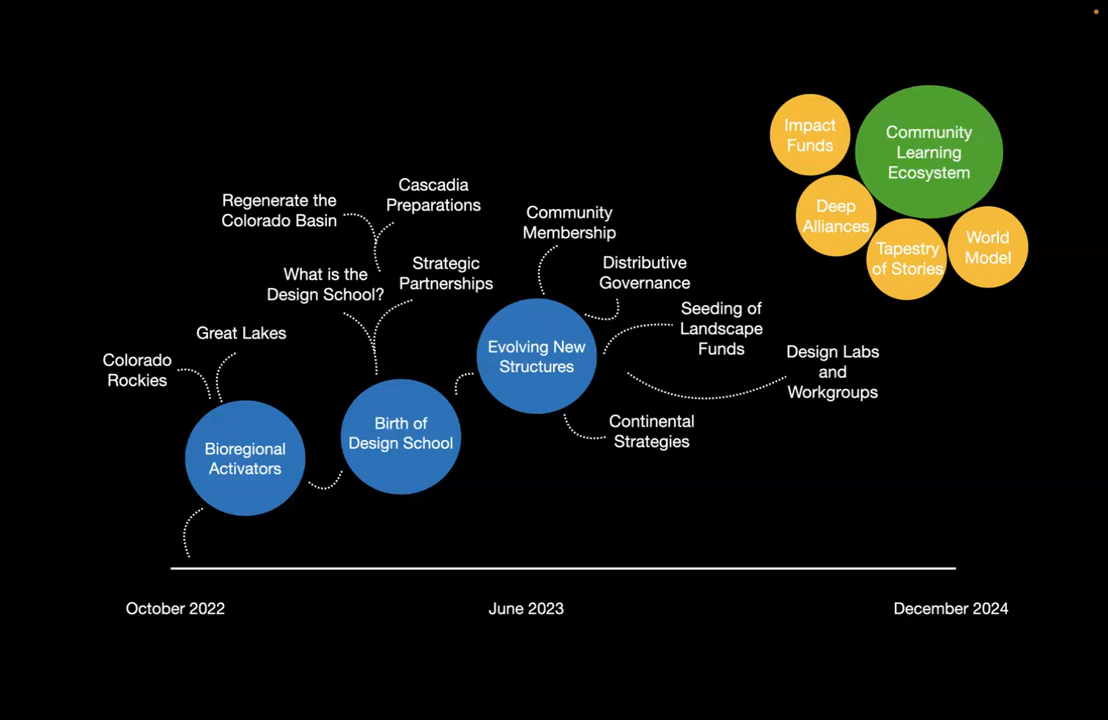 Impact
Funds
Community
Learning
Ecosystem
Deep
Alliances
Tapestry
of Stories
World
Model
Regenerate the
Colorado Basin
Cascadia
Preparations
Community
Membership
What is the
Design School?
Strategic
Partnerships
Distributive
Governance
Seeding of
Landscape
Funds
Great Lakes
Colorado
Rockies
Evolving New
Structures
Design Labs
and
Workgroups
Birth of
Design School
Continental
Strategies
Bioregional
Activators
October 2022
June 2023
December 2024